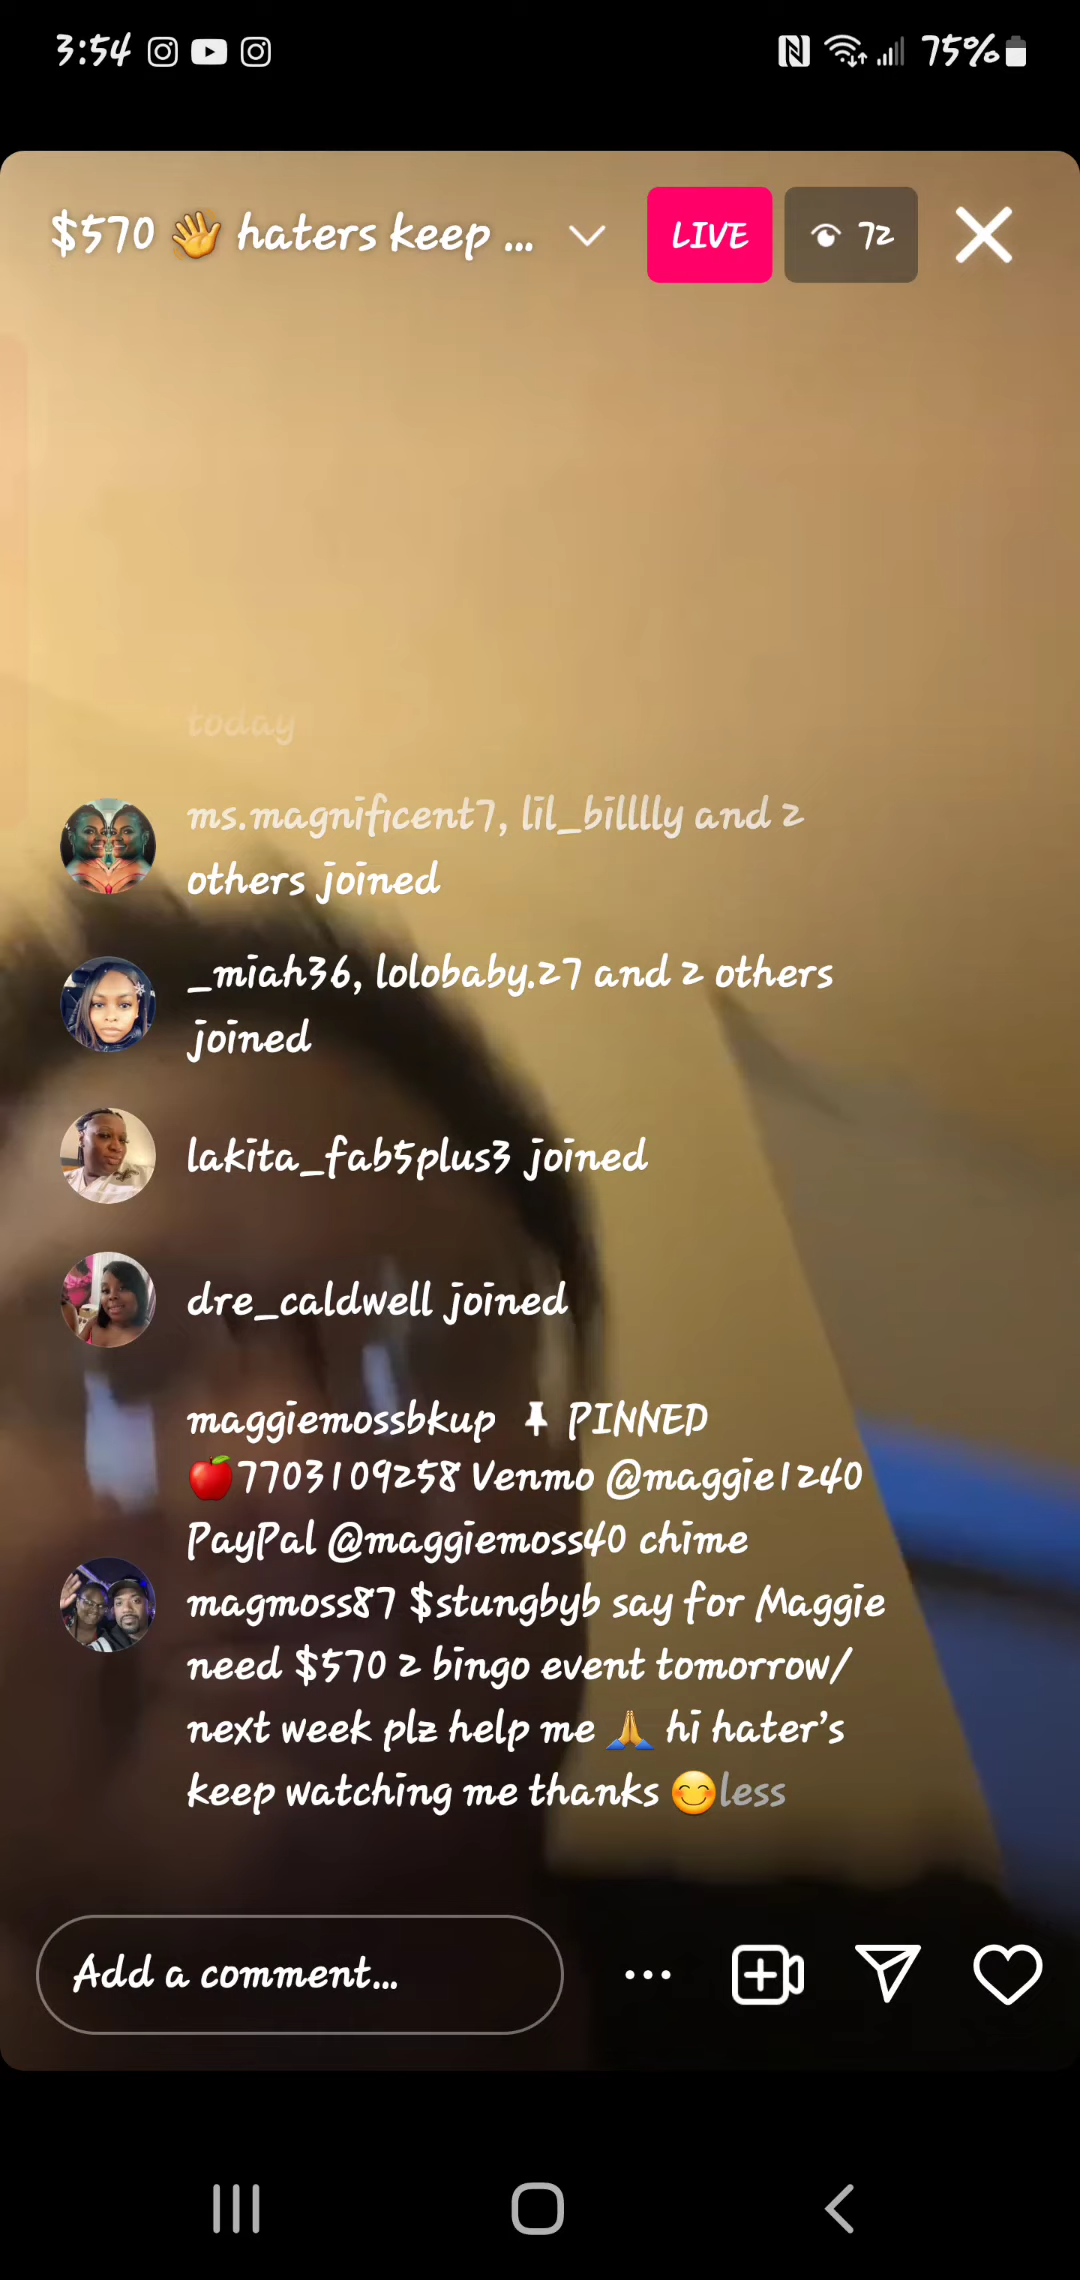 3:54 75%
$570 👋 haters keep ... LIVE 72
today
ms.magnificent7, lil_billlly and 2
others joined
_miah36, lolobaby.27 and 2 others
joined
lakita_fab5plus3 joined
dre_caldwell joined
maggiemossbkup PINNED
🍎7703109258 Venmo @maggie1240
PayPal @maggiemoss40 chime
magmoss87 $stungbyb say for Maggie
need $570 2 bingo event tomorrow/
next week plz help me 🙏 hi hater's
keep watching me thanks 😊less
Add a comment...